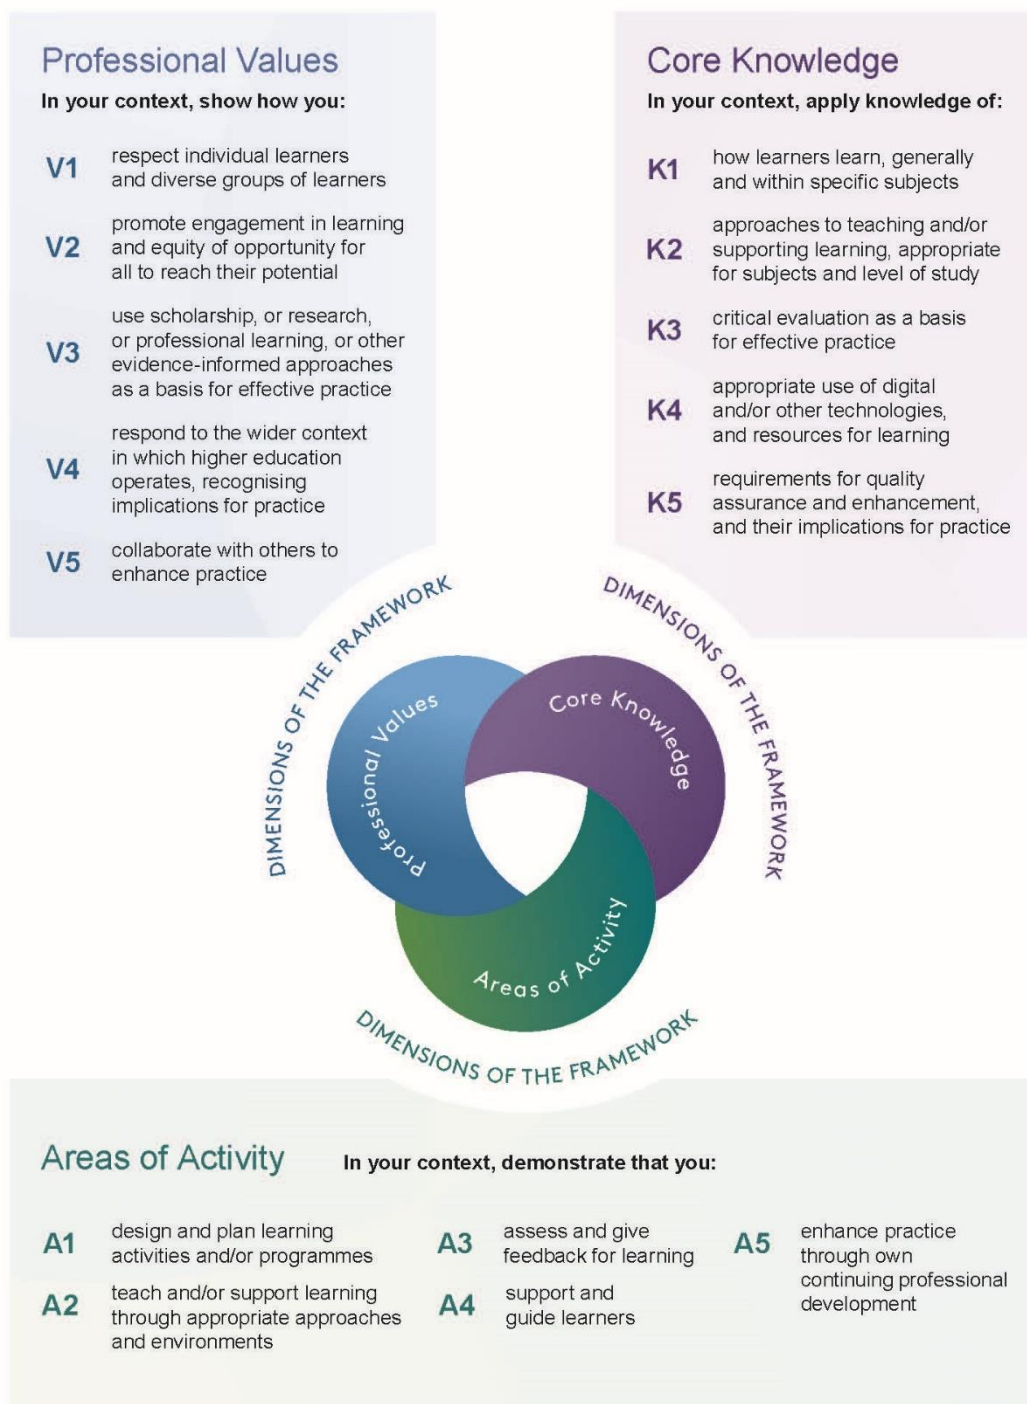 Professional Values
In your context, show how you:
V1 respect individual learners
and diverse groups of learners
V2 promote engagement in learning
and equity of opportunity for
all to reach their potential
V3 use scholarship, or research,
or professional learning, or other
evidence-informed approaches
as a basis for effective practice
V4 respond to the wider context
in which higher education
operates, recognising
implications for practice
V5 collaborate with others to
enhance practice
Core Knowledge
In your context, apply knowledge of:
K1 how learners learn, generally
and within specific subjects
K2 approaches to teaching and/or
supporting learning, appropriate
for subjects and level of study
K3 critical evaluation as a basis
for effective practice
K4 appropriate use of digital
and/or other technologies,
and resources for learning
K5 requirements for quality
assurance and enhancement,
and their implications for practice
DIMENSIONS OF THE FRAMEWORK
DIMENSIONS OF THE FRAMEWORK
Professional Values
Core Knowledge
Areas of Activity
DIMENSIONS OF THE FRAMEWORK
Areas of Activity
In your context, demonstrate that you:
A1 design and plan learning
activities and/or programmes
A2 teach and/or support learning
through appropriate approaches
and environments
A3 assess and give
feedback for learning
A4 support and
guide learners
A5 enhance practice
through own
continuing professional
development